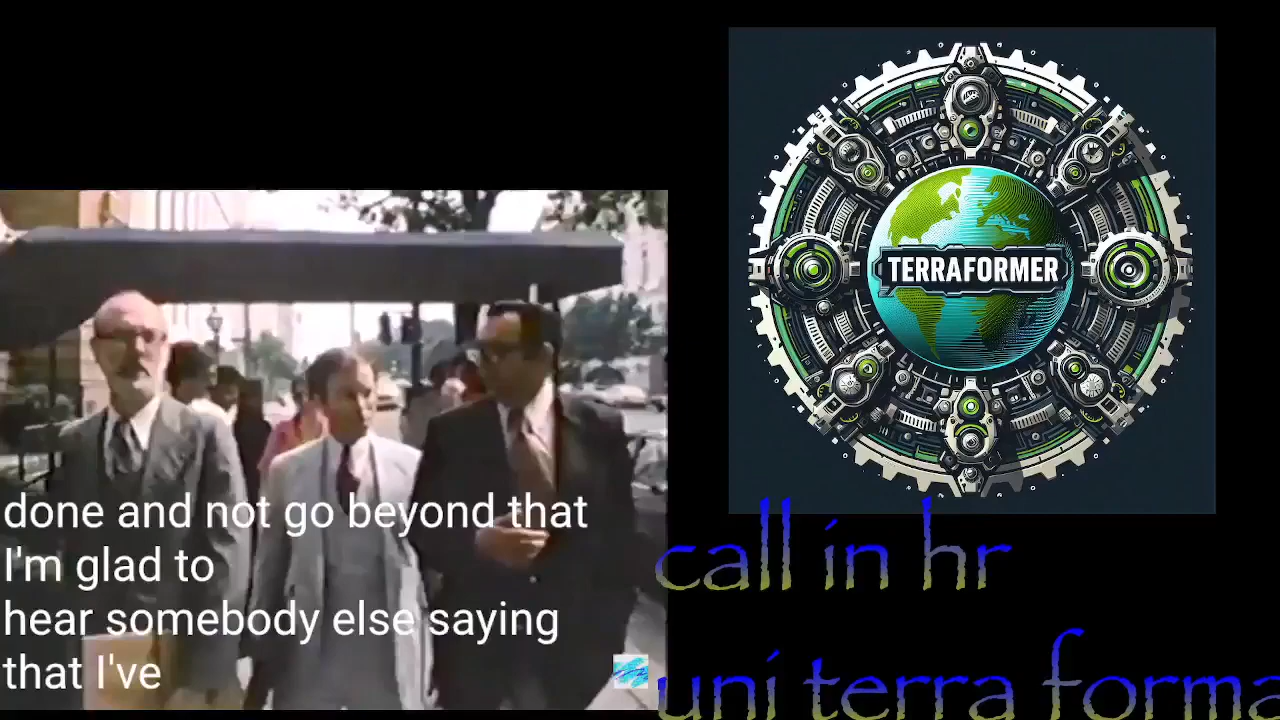 TERRAFORMER
done and not go beyond that
I'm glad to
hear somebody else saying
that I've
call in hr
uni terra forma